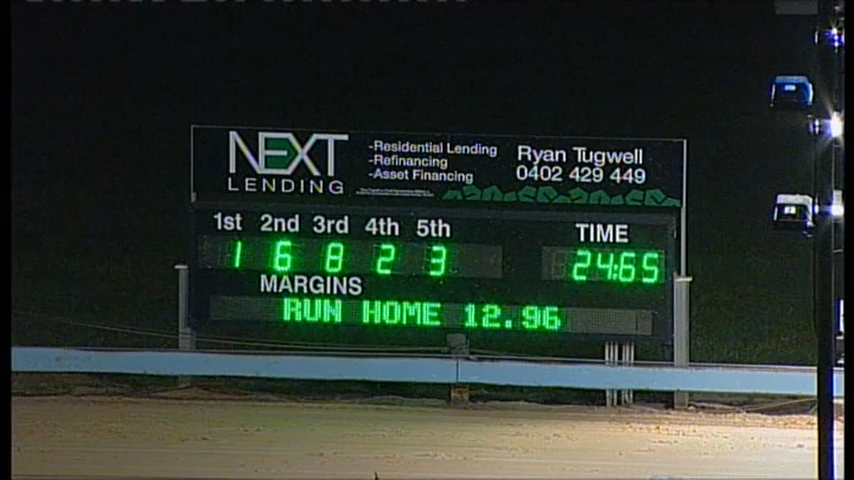 NEXT
LENDING
-Residential Lending
-Refinancing
-Asset Financing
Ryan Tugwell
0402 429 449
1st 2nd 3rd 4th 5th TIME
1 6 8 2 3 24:65
MARGINS
RUN HOME 12.96